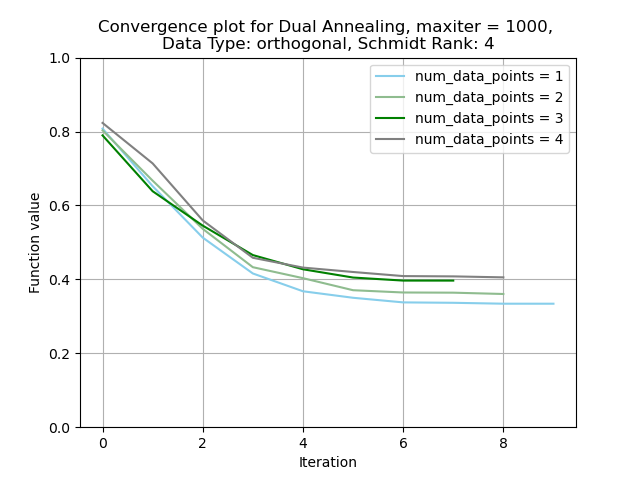 Convergence plot for Dual Annealing, maxiter = 1000,
Data Type: orthogonal, Schmidt Rank: 4
num_data_points = 1
num_data_points = 2
num_data_points = 3
num_data_points = 4
Function value
1.0
0.8
0.6
0.4
0.2
0.0
0 2 4 6 8
Iteration